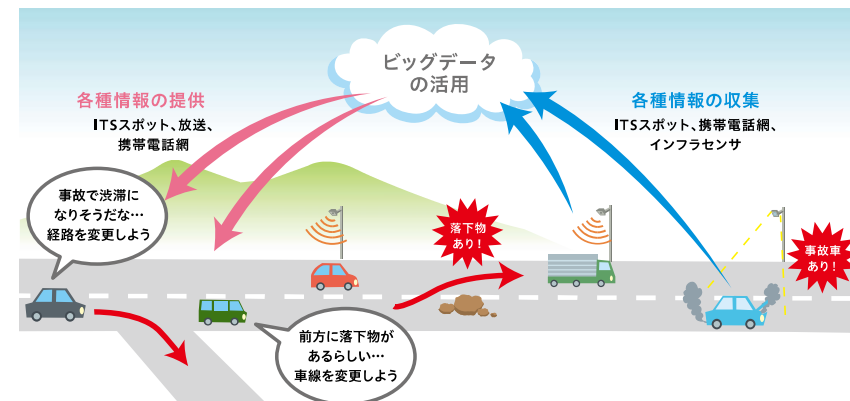 ビッグデータ
の活用
各種情報の提供
ITSスポット、放送、
携帯電話網
各種情報の収集
ITSスポット、携帯電話網、
インフラセンサ
事故で渋滞に
なりそうだな…
経路を変更しよう
落下物
あり!
事故車
あり!
前方に落下物が
あるらしい…
車線を変更しよう